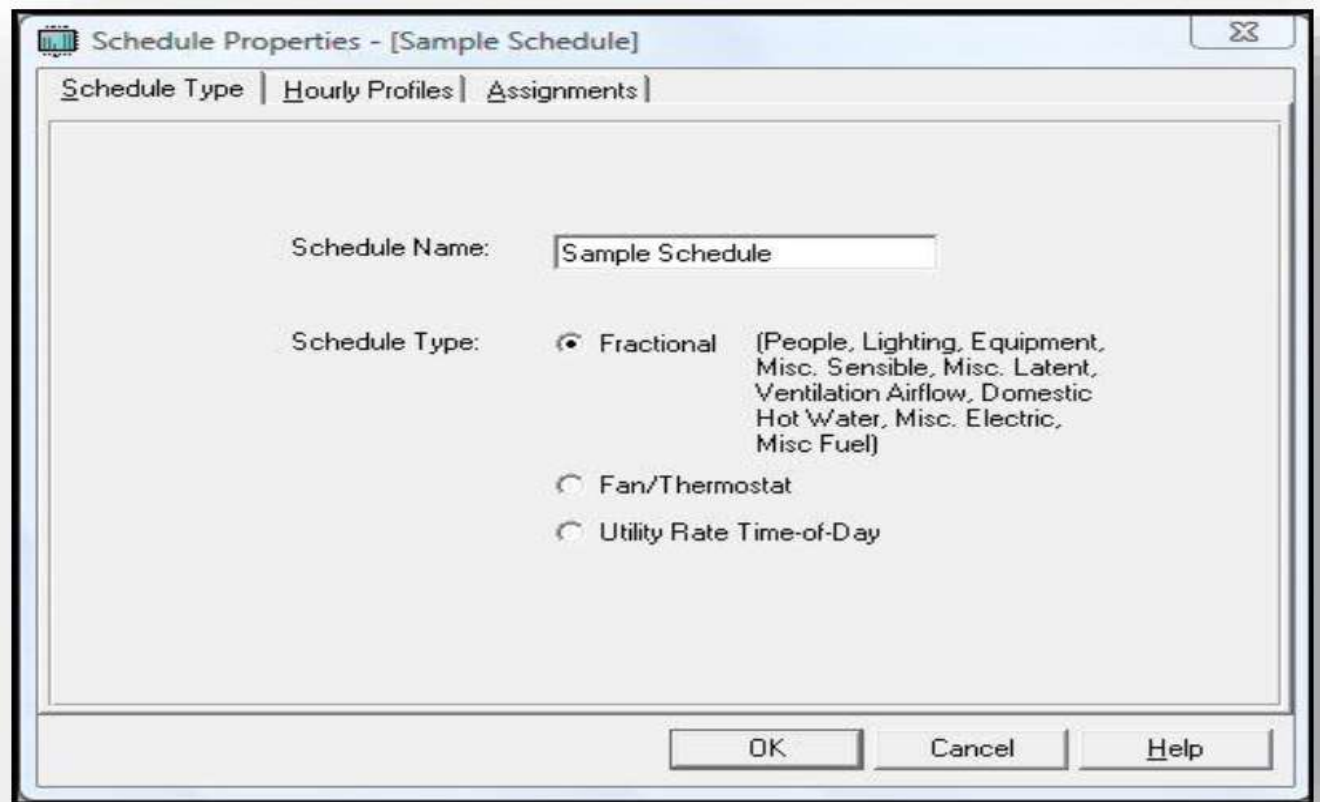 Schedule Properties - [Sample Schedule]
Schedule Type Hourly Profiles Assignments
Schedule Name: Sample Schedule
Schedule Type: Fractional (People, Lighting, Equipment,
Misc. Sensible, Misc. Latent,
Ventilation Airflow, Domestic
Hot Water, Misc. Electric,
Misc Fuel)
Fan/Thermostat
Utility Rate Time-of-Day
OK Cancel Help